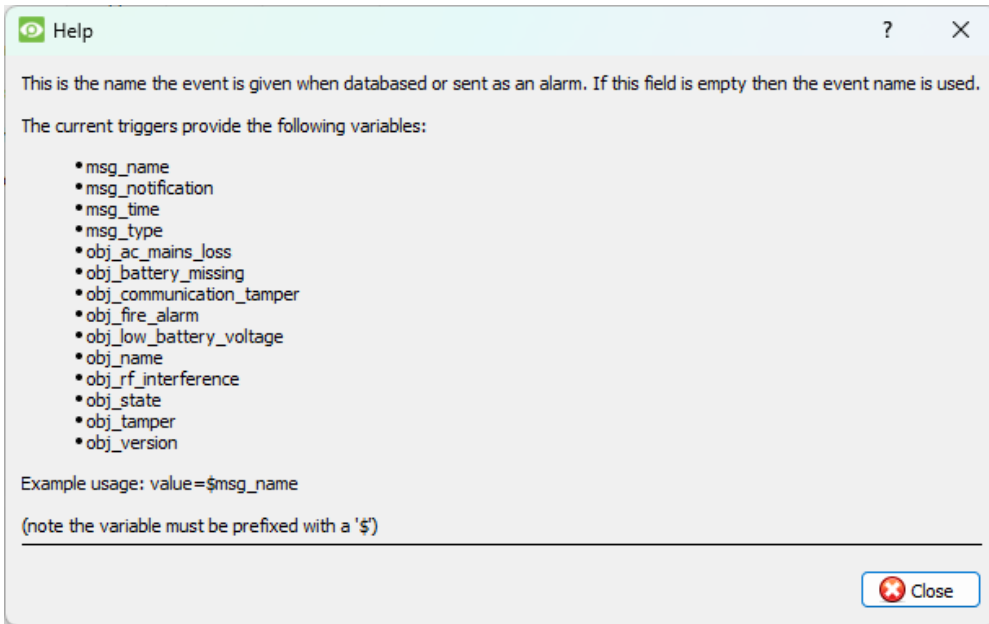 Help
?
This is the name the event is given when databased or sent as an alarm. If this field is empty then the event name is used.
The current triggers provide the following variables:
• msg_name
• msg_notification
• msg_time
• msg_type
• obj_ac_mains_loss
• obj_battery_missing
• obj_communication_tamper
• obj_fire_alarm
• obj_low_battery_voltage
• obj_name
• obj_rf_interference
• obj_state
• obj_tamper
• obj_version
Example usage: value=$msg_name
(note the variable must be prefixed with a '$')
Close